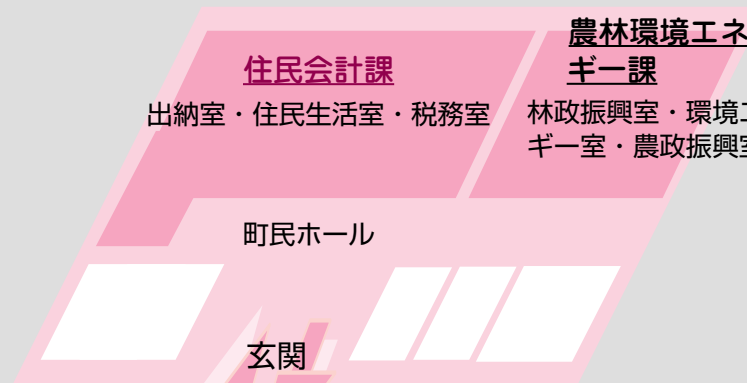 住民会計課
出納室・住民生活室・税務室
農林環境エネ
ギー課
林政振興室・環境エ
ギー室・農政振興室
町民ホール
玄関